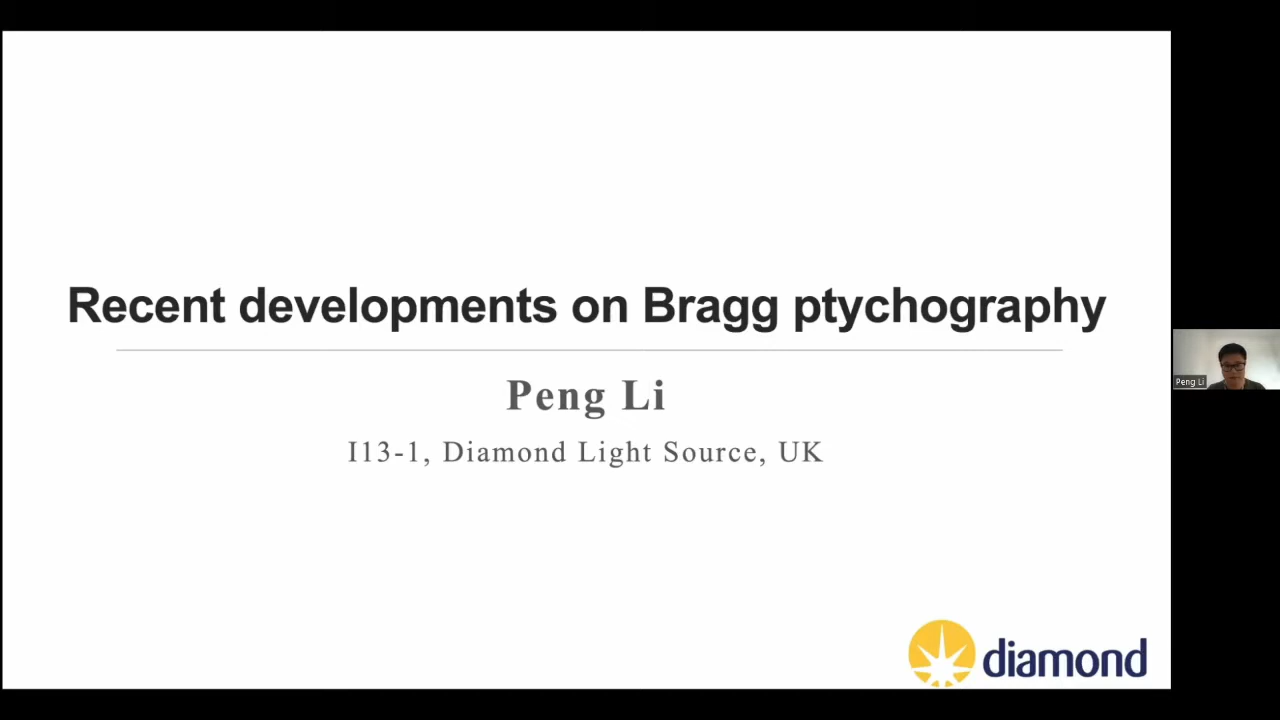 Recent developments on Bragg ptychography
Peng Li
I13-1, Diamond Light Source, UK
Peng Li
diamond